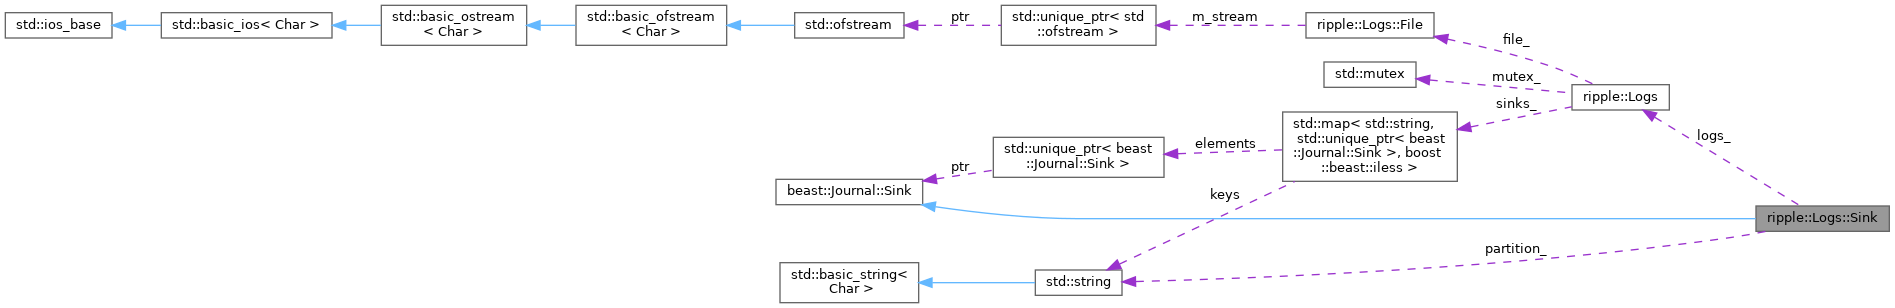 std::ios_base
std::basic_ios< Char >
std::basic_ostream
< Char >
std::basic_ofstream
< Char >
std::ofstream
ptr
std::unique_ptr< std
::ofstream >
m_stream
ripple::Logs::File
file_
std::mutex
mutex_
ripple::Logs
sinks_
std::map< std::string,
std::unique_ptr< beast
::Journal::Sink >, boost
::beast::iless >
elements
std::unique_ptr< beast
::Journal::Sink >
ptr
beast::Journal::Sink
keys
logs_
ripple::Logs::Sink
partition_
std::string
std::basic_string<
Char >